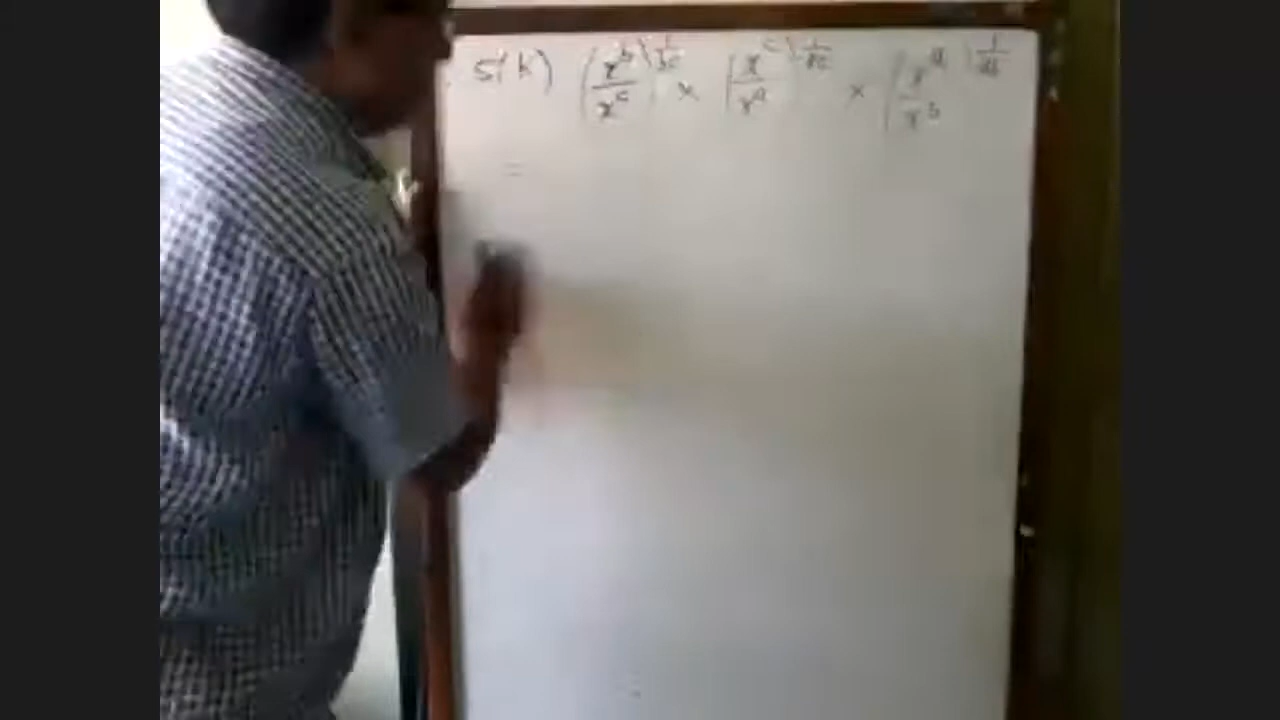 5(k) (x^b/x^c)^(1/bc) × (x^c/x^a)^(1/ac) × (x^a/x^b)^(1/ab)
=